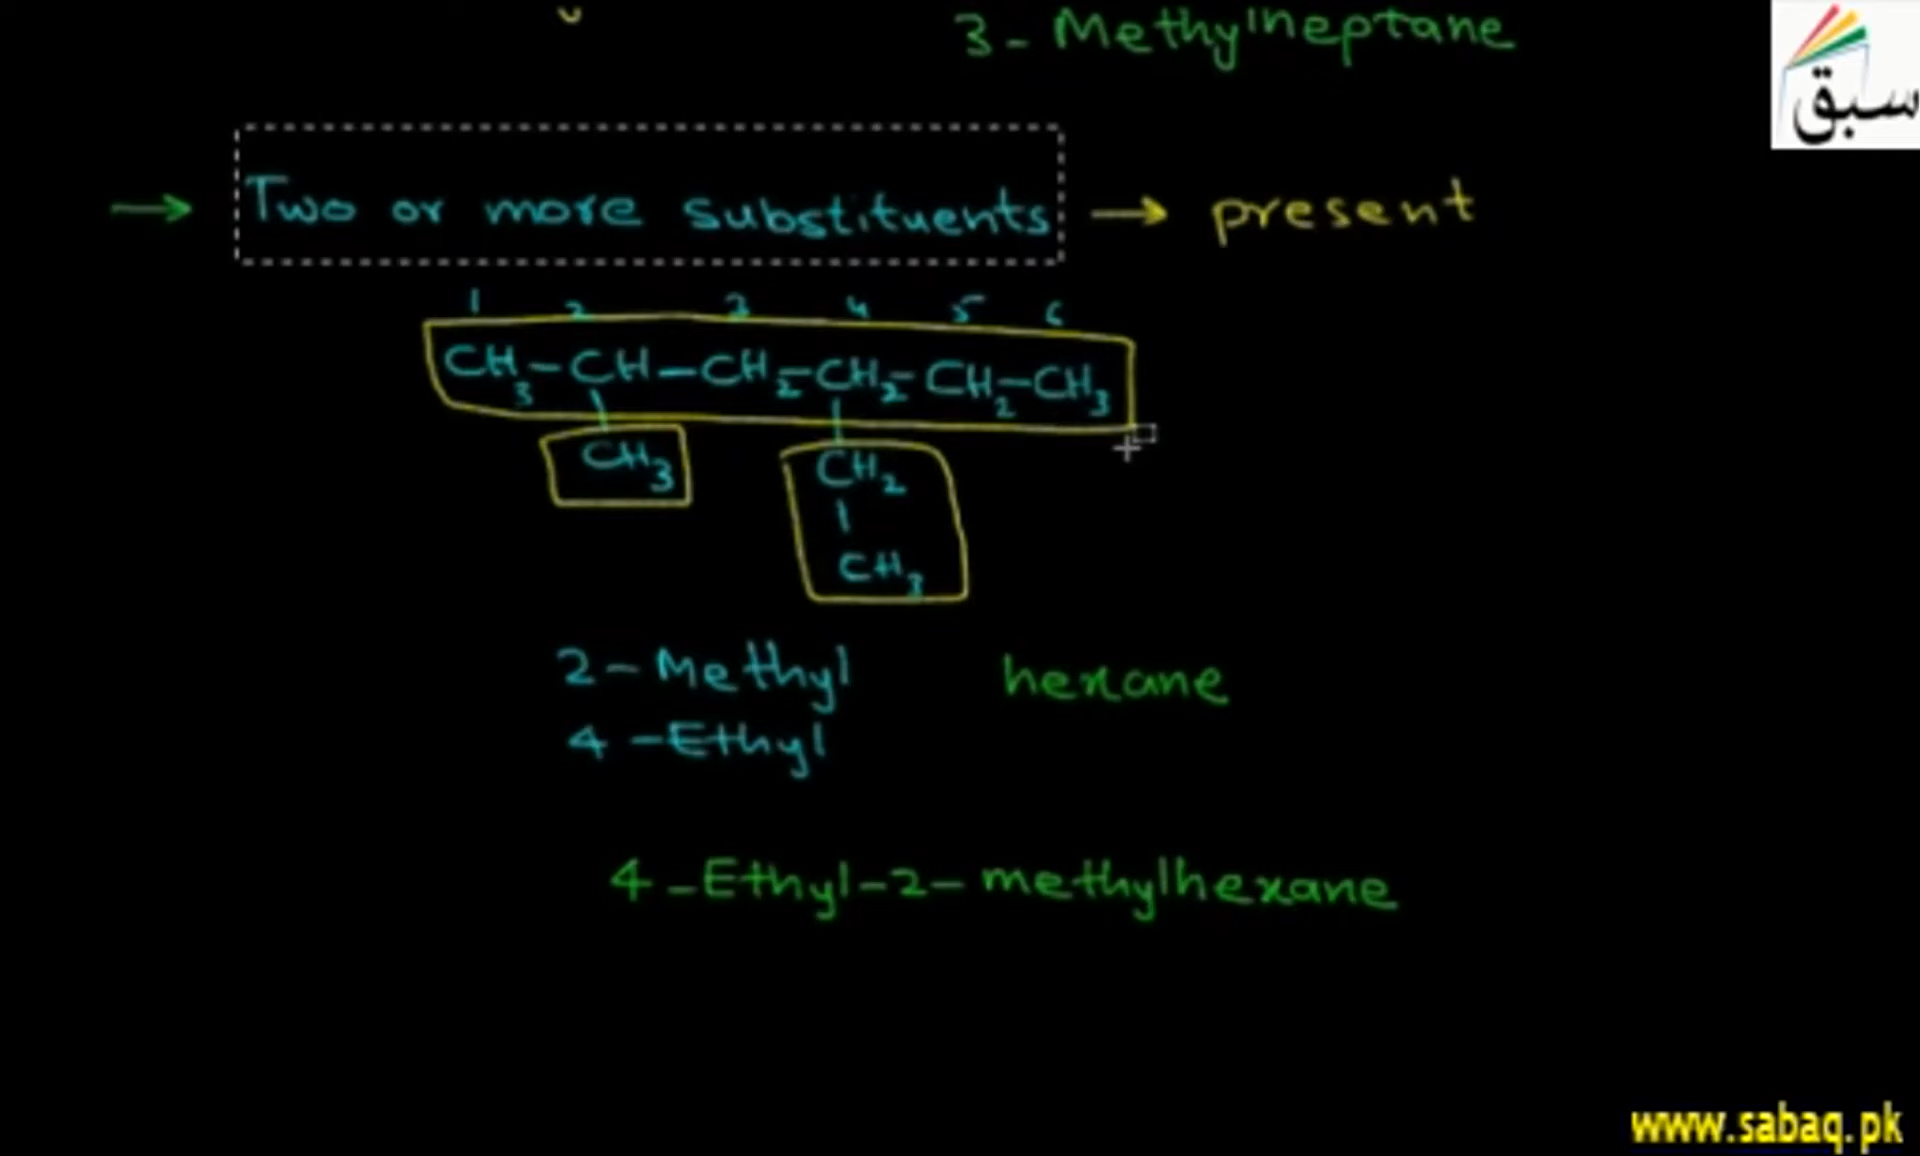 3 - Methylheptane
سبق
→ Two or more substituents → present
1 2 3 4 5 6
CH3 - CH - CH2 - CH2 - CH2 - CH3
CH3
CH2
CH3
2 - Methyl hexane
4 - Ethyl
4 - Ethyl - 2 - methylhexane
www.sabaq.pk